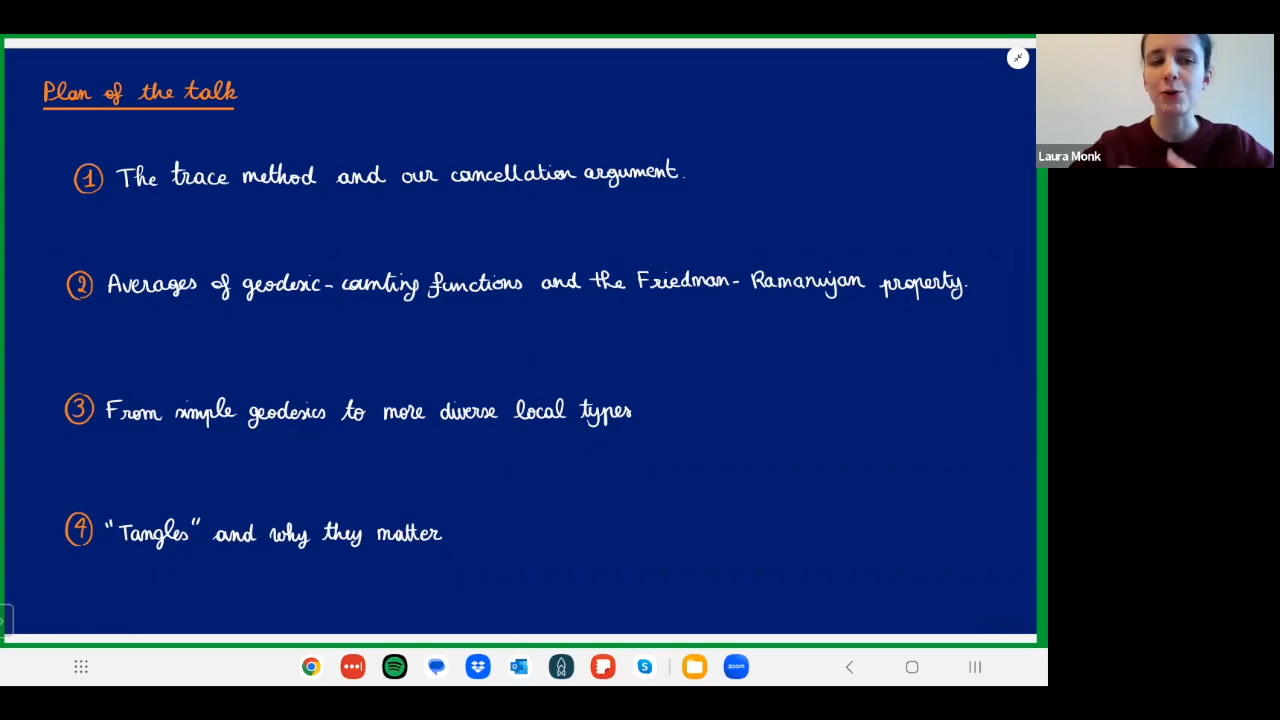 Plan of the talk
Laura Monk
1 The trace method and our cancellation argument.
2 Averages of geodesic-counting functions and the Friedman-Ramanujan property.
3 From simple geodesics to more diverse local types
4 "Tangles" and why they matter
zoom